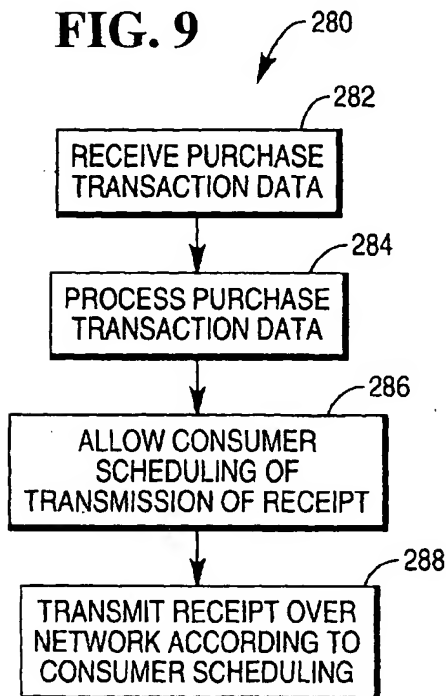 FIG. 9
280
282
RECEIVE PURCHASE
TRANSACTION DATA
284
PROCESS PURCHASE
TRANSACTION DATA
286
ALLOW CONSUMER
SCHEDULING OF
TRANSMISSION OF RECEIPT
288
TRANSMIT RECEIPT OVER
NETWORK ACCORDING TO
CONSUMER SCHEDULING